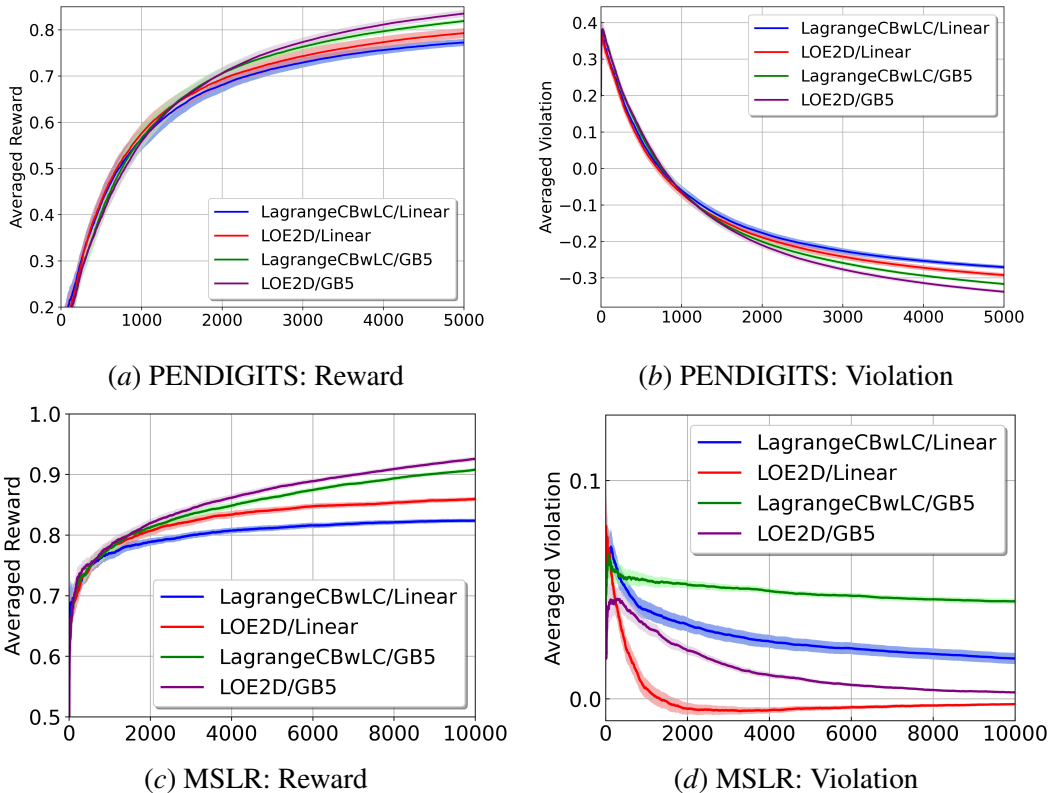 Averaged Reward
0.8
0.7
0.6
0.5
0.4
0.3
0.2
0 1000 2000 3000 4000 5000
LagrangeCBwLC/Linear
LOE2D/Linear
LagrangeCBwLC/GB5
LOE2D/GB5
(a) PENDIGITS: Reward
Averaged Violation
0.4
0.3
0.2
0.1
0.0
−0.1
−0.2
−0.3
0 1000 2000 3000 4000 5000
LagrangeCBwLC/Linear
LOE2D/Linear
LagrangeCBwLC/GB5
LOE2D/GB5
(b) PENDIGITS: Violation
Averaged Reward
1.0
0.9
0.8
0.7
0.6
0.5
0 2000 4000 6000 8000 10000
LagrangeCBwLC/Linear
LOE2D/Linear
LagrangeCBwLC/GB5
LOE2D/GB5
(c) MSLR: Reward
Averaged Violation
0.1
0.0
0 2000 4000 6000 8000 10000
LagrangeCBwLC/Linear
LOE2D/Linear
LagrangeCBwLC/GB5
LOE2D/GB5
(d) MSLR: Violation